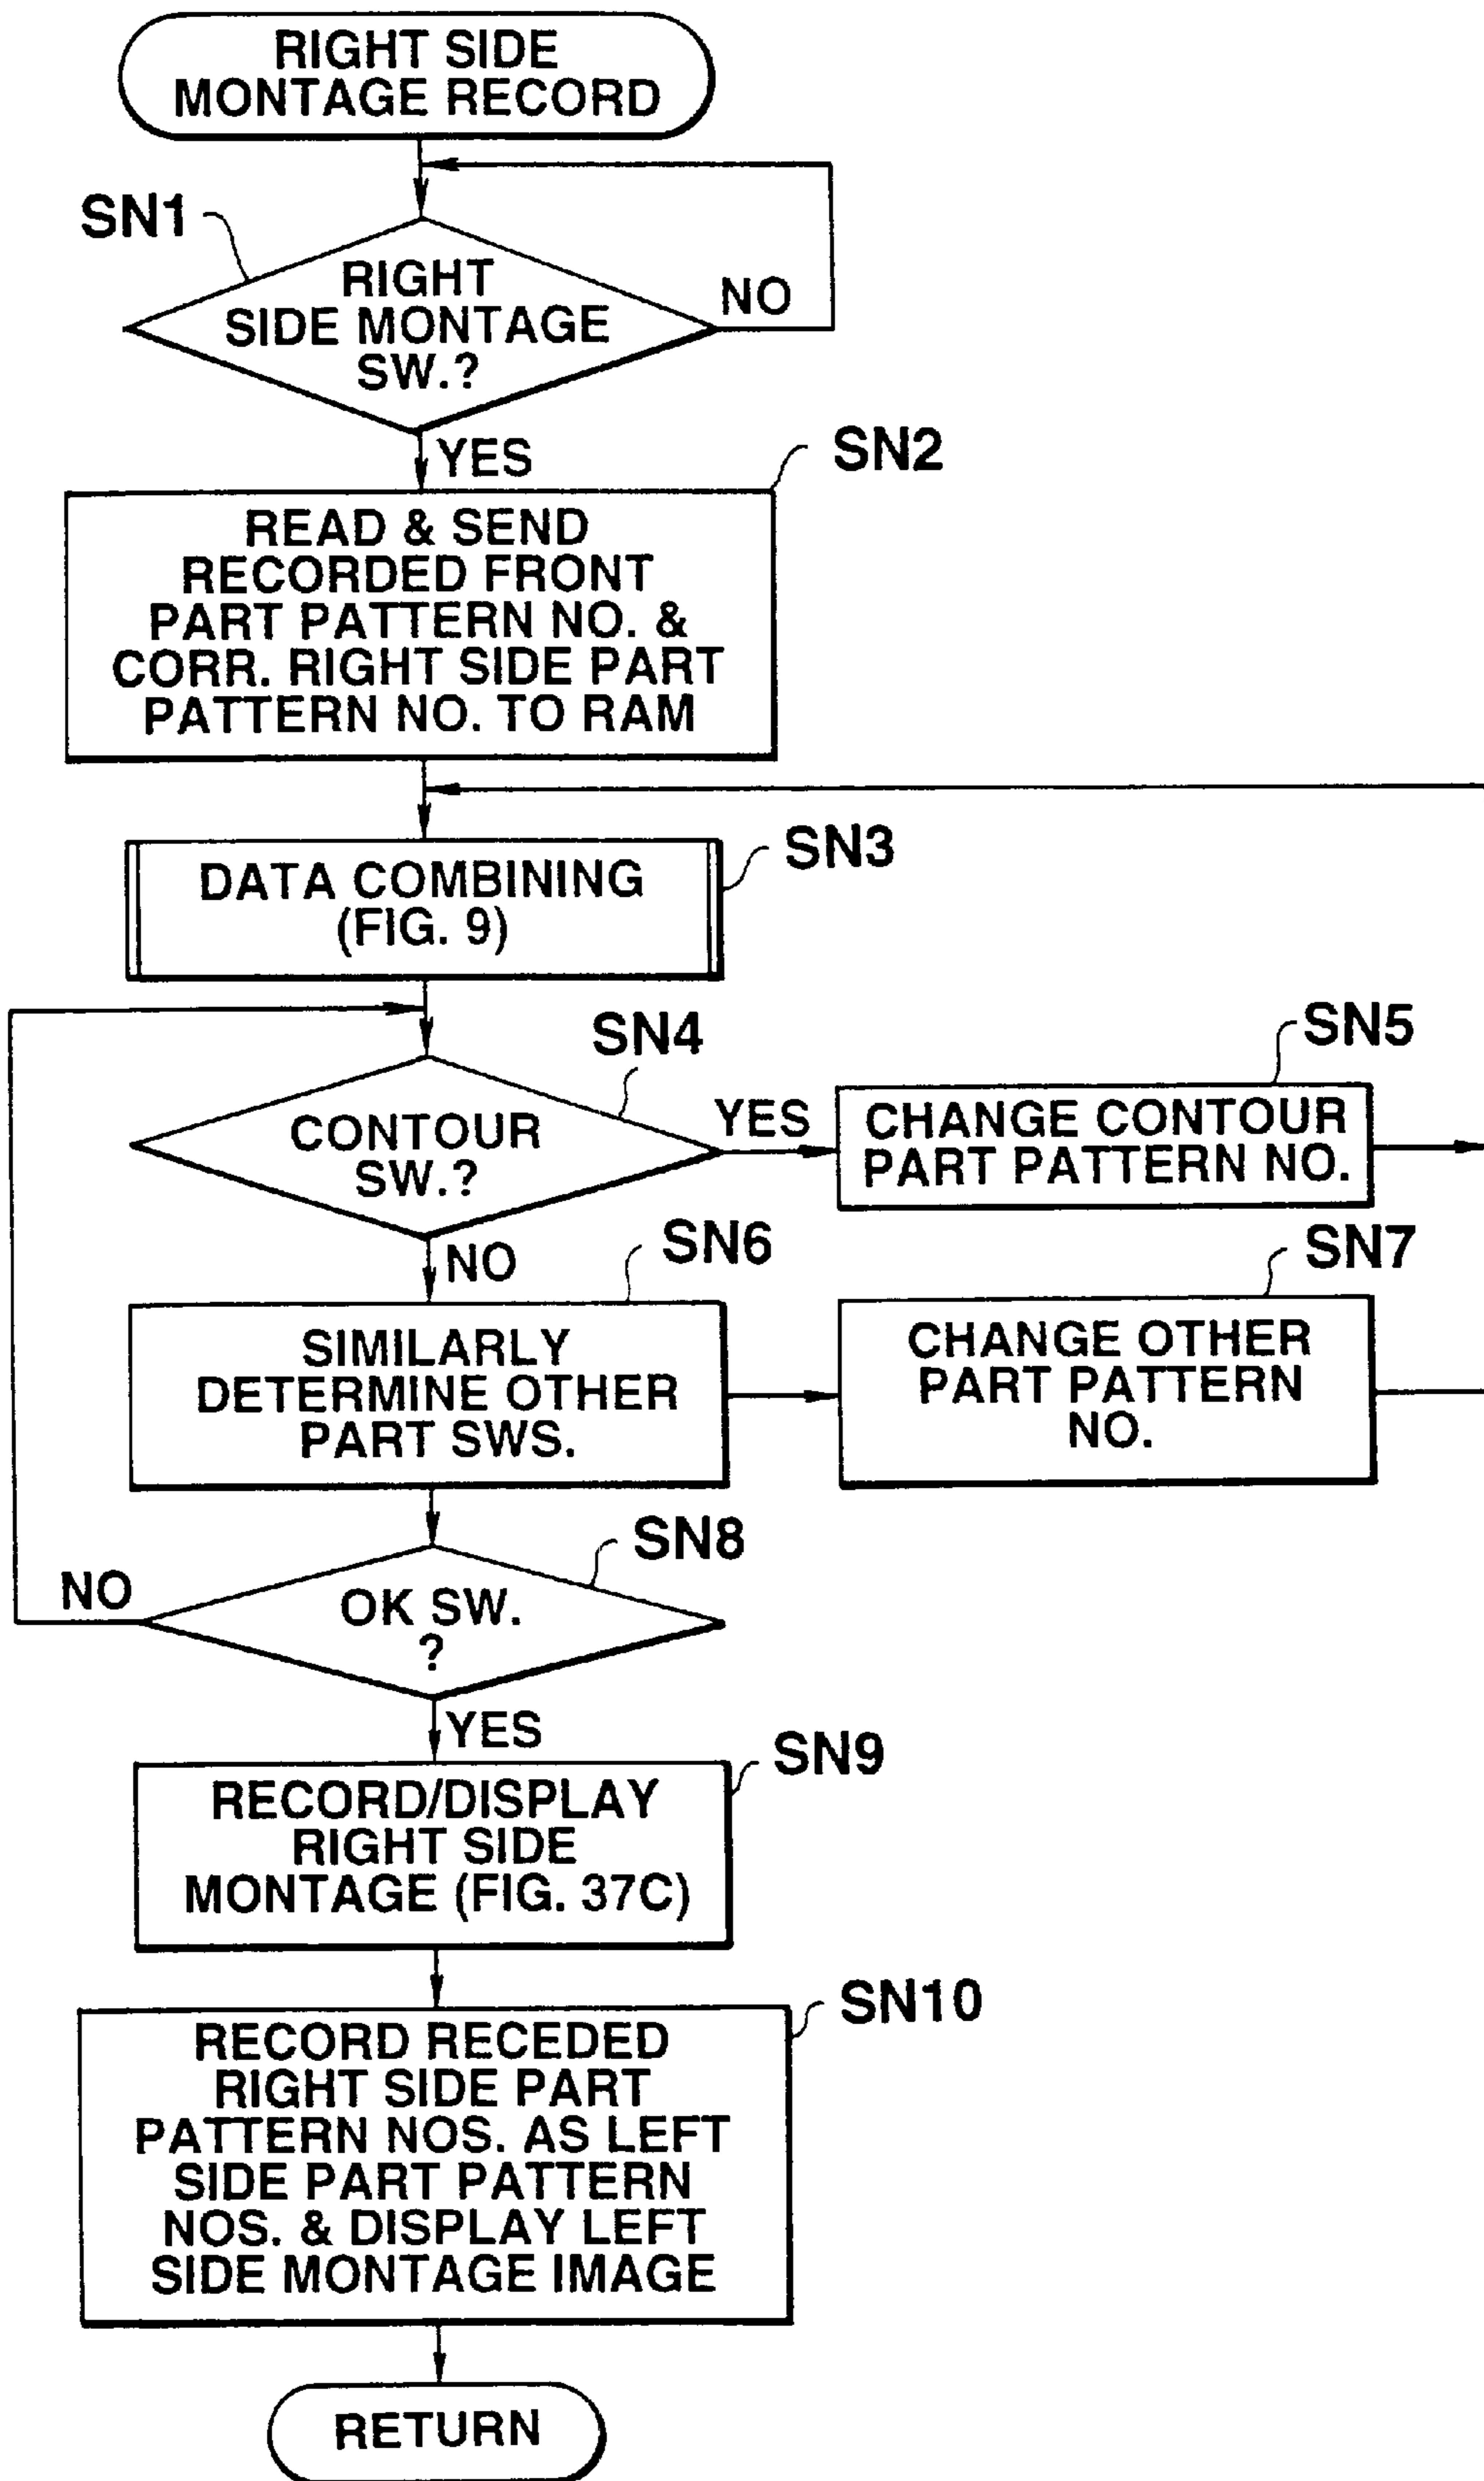 RIGHT SIDE
MONTAGE RECORD
SN1
RIGHT
SIDE MONTAGE
SW.?
NO
YES
SN2
READ & SEND
RECORDED FRONT
PART PATTERN NO. &
CORR. RIGHT SIDE PART
PATTERN NO. TO RAM
SN3
DATA COMBINING
(FIG. 9)
SN4
CONTOUR
SW.?
YES
SN5
CHANGE CONTOUR
PART PATTERN NO.
NO
SN6
SIMILARLY
DETERMINE OTHER
PART SWS.
SN7
CHANGE OTHER
PART PATTERN
NO.
SN8
OK SW.
?
NO
YES
SN9
RECORD/DISPLAY
RIGHT SIDE
MONTAGE (FIG. 37C)
SN10
RECORD RECEDED
RIGHT SIDE PART
PATTERN NOS. AS LEFT
SIDE PART PATTERN
NOS. & DISPLAY LEFT
SIDE MONTAGE IMAGE
RETURN